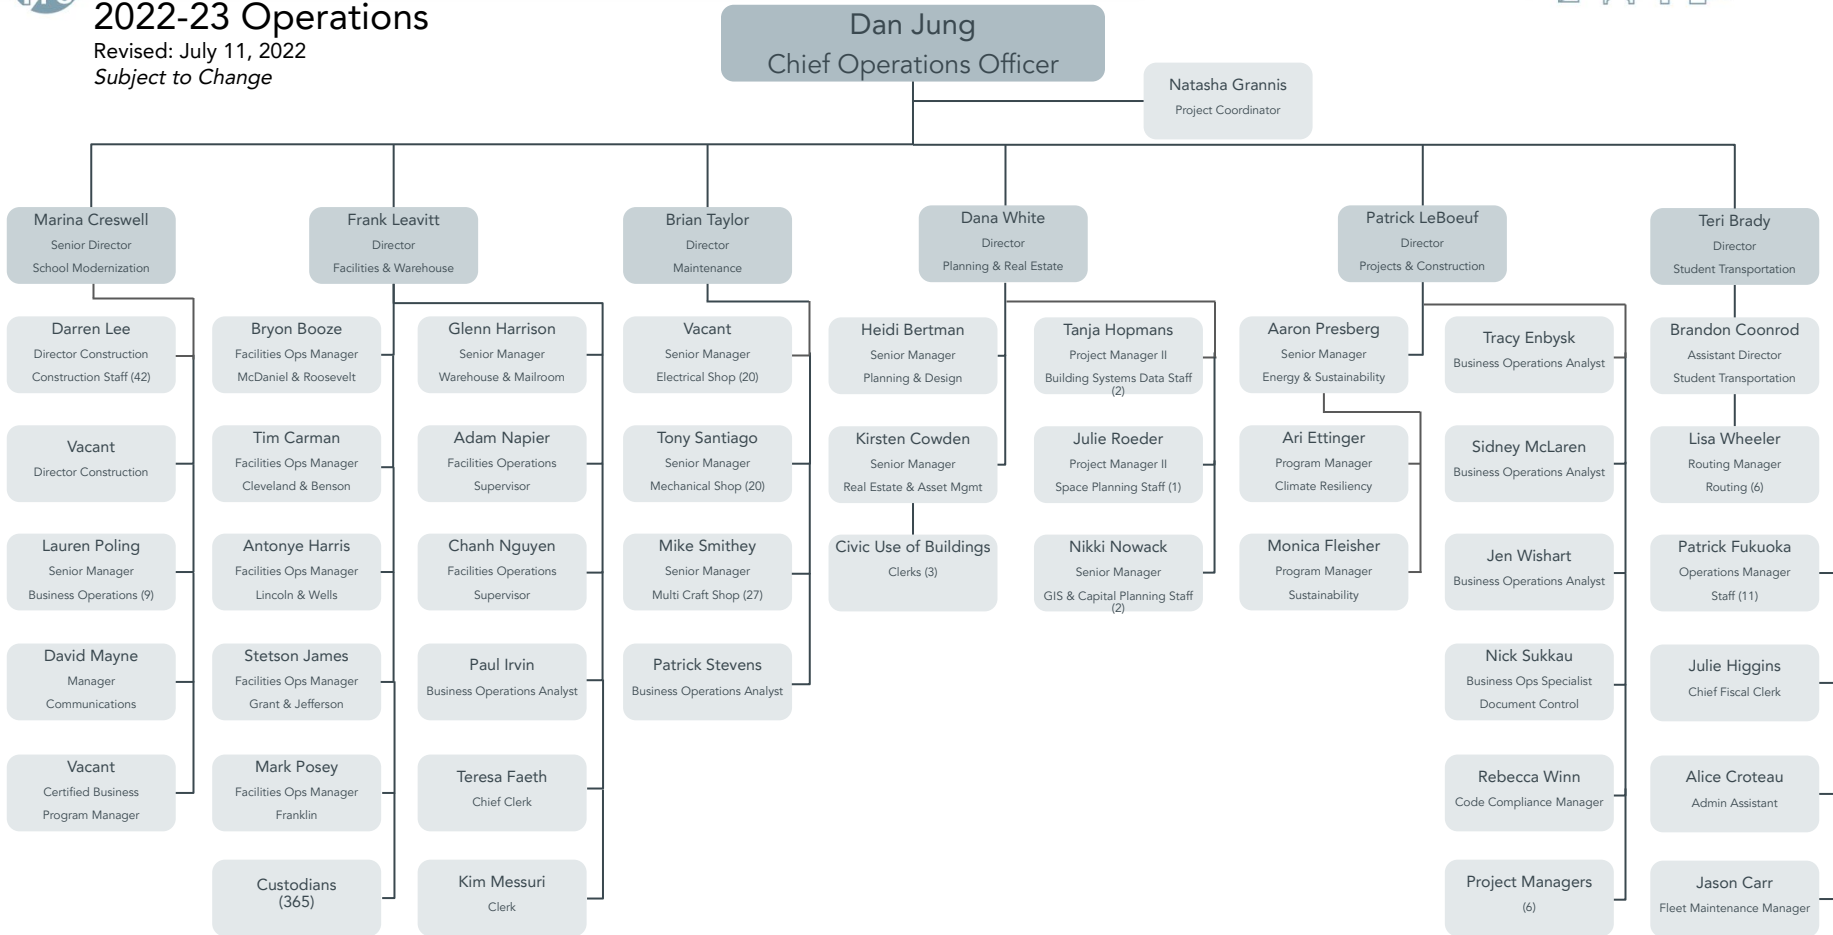 2022-23 Operations
Revised: July 11, 2022
Subject to Change
Dan Jung
Chief Operations Officer
Natasha Grannis
Project Coordinator
Marina Creswell
Senior Director
School Modernization
Frank Leavitt
Director
Facilities & Warehouse
Brian Taylor
Director
Maintenance
Dana White
Director
Planning & Real Estate
Patrick LeBoeuf
Director
Projects & Construction
Teri Brady
Director
Student Transportation
Darren Lee
Director Construction
Construction Staff (42)
Vacant
Director Construction
Lauren Poling
Senior Manager
Business Operations (9)
David Mayne
Manager
Communications
Vacant
Certified Business
Program Manager
Bryon Booze
Facilities Ops Manager
McDaniel & Roosevelt
Tim Carman
Facilities Ops Manager
Cleveland & Benson
Antonye Harris
Facilities Ops Manager
Lincoln & Wells
Stetson James
Facilities Ops Manager
Grant & Jefferson
Mark Posey
Facilities Ops Manager
Franklin
Custodians
(365)
Glenn Harrison
Senior Manager
Warehouse & Mailroom
Adam Napier
Facilities Operations
Supervisor
Chanh Nguyen
Facilities Operations
Supervisor
Paul Irvin
Business Operations Analyst
Teresa Faeth
Chief Clerk
Kim Messuri
Clerk
Vacant
Senior Manager
Electrical Shop (20)
Tony Santiago
Senior Manager
Mechanical Shop (20)
Mike Smithey
Senior Manager
Multi Craft Shop (27)
Patrick Stevens
Business Operations Analyst
Heidi Bertman
Senior Manager
Planning & Design
Kirsten Cowden
Senior Manager
Real Estate & Asset Mgmt
Civic Use of Buildings
Clerks (3)
Tanja Hopmans
Project Manager II
Building Systems Data Staff
(2)
Julie Roeder
Project Manager II
Space Planning Staff (1)
Nikki Nowack
Senior Manager
GIS & Capital Planning Staff
(2)
Aaron Presberg
Senior Manager
Energy & Sustainability
Ari Ettinger
Program Manager
Climate Resiliency
Monica Fleisher
Program Manager
Sustainability
Tracy Enbysk
Business Operations Analyst
Sidney McLaren
Business Operations Analyst
Jen Wishart
Business Operations Analyst
Nick Sukkau
Business Ops Specialist
Document Control
Rebecca Winn
Code Compliance Manager
Project Managers
(6)
Brandon Coonrod
Assistant Director
Student Transportation
Lisa Wheeler
Routing Manager
Routing (6)
Patrick Fukuoka
Operations Manager
Staff (11)
Julie Higgins
Chief Fiscal Clerk
Alice Croteau
Admin Assistant
Jason Carr
Fleet Maintenance Manager